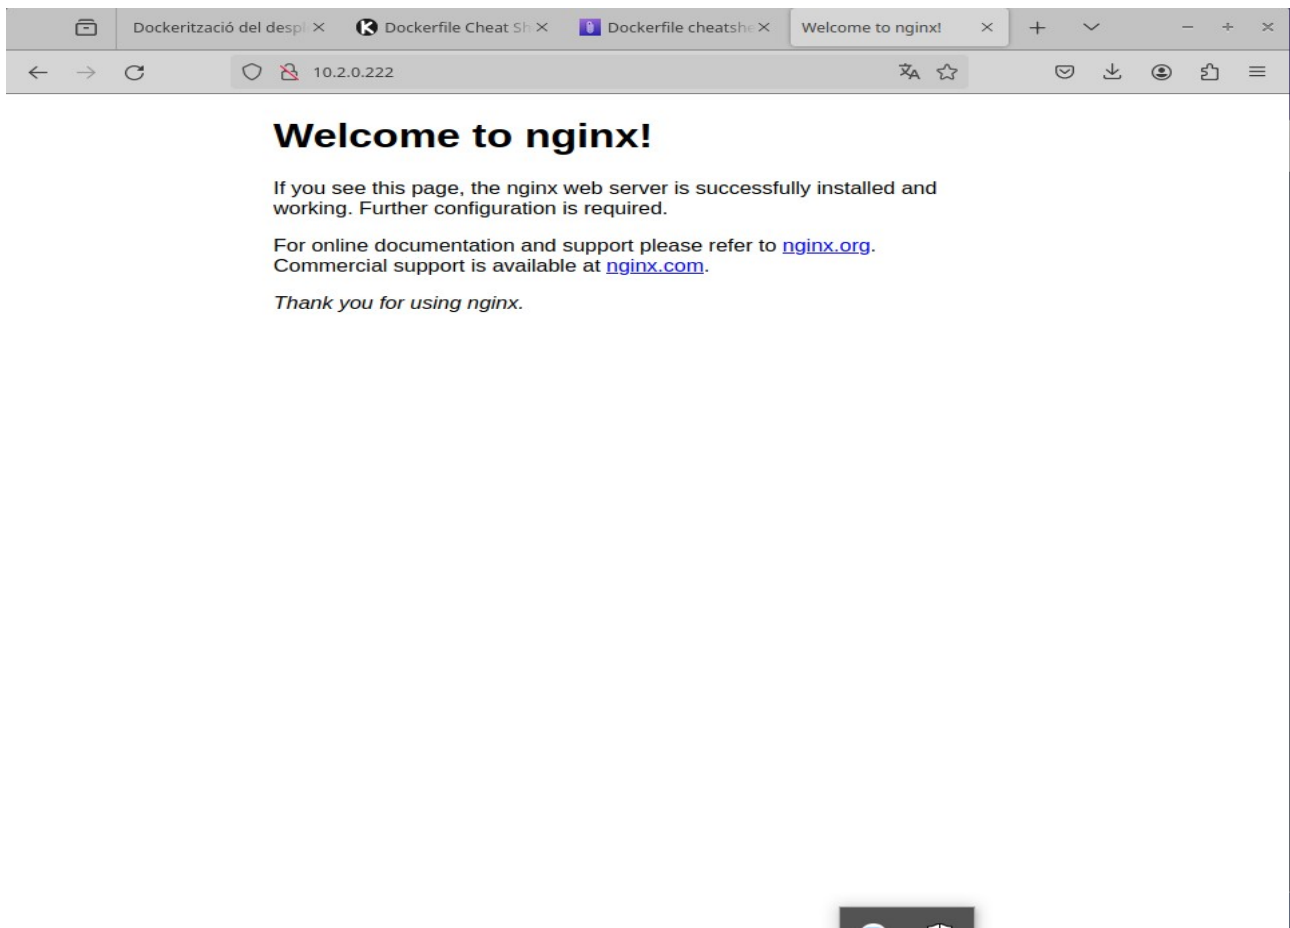 Dockerització del despl
Dockerfile Cheat Sh
Dockerfile cheatshe
Welcome to nginx!
10.2.0.222
Welcome to nginx!
If you see this page, the nginx web server is successfully installed and
working. Further configuration is required.
For online documentation and support please refer to nginx.org.
Commercial support is available at nginx.com.
Thank you for using nginx.